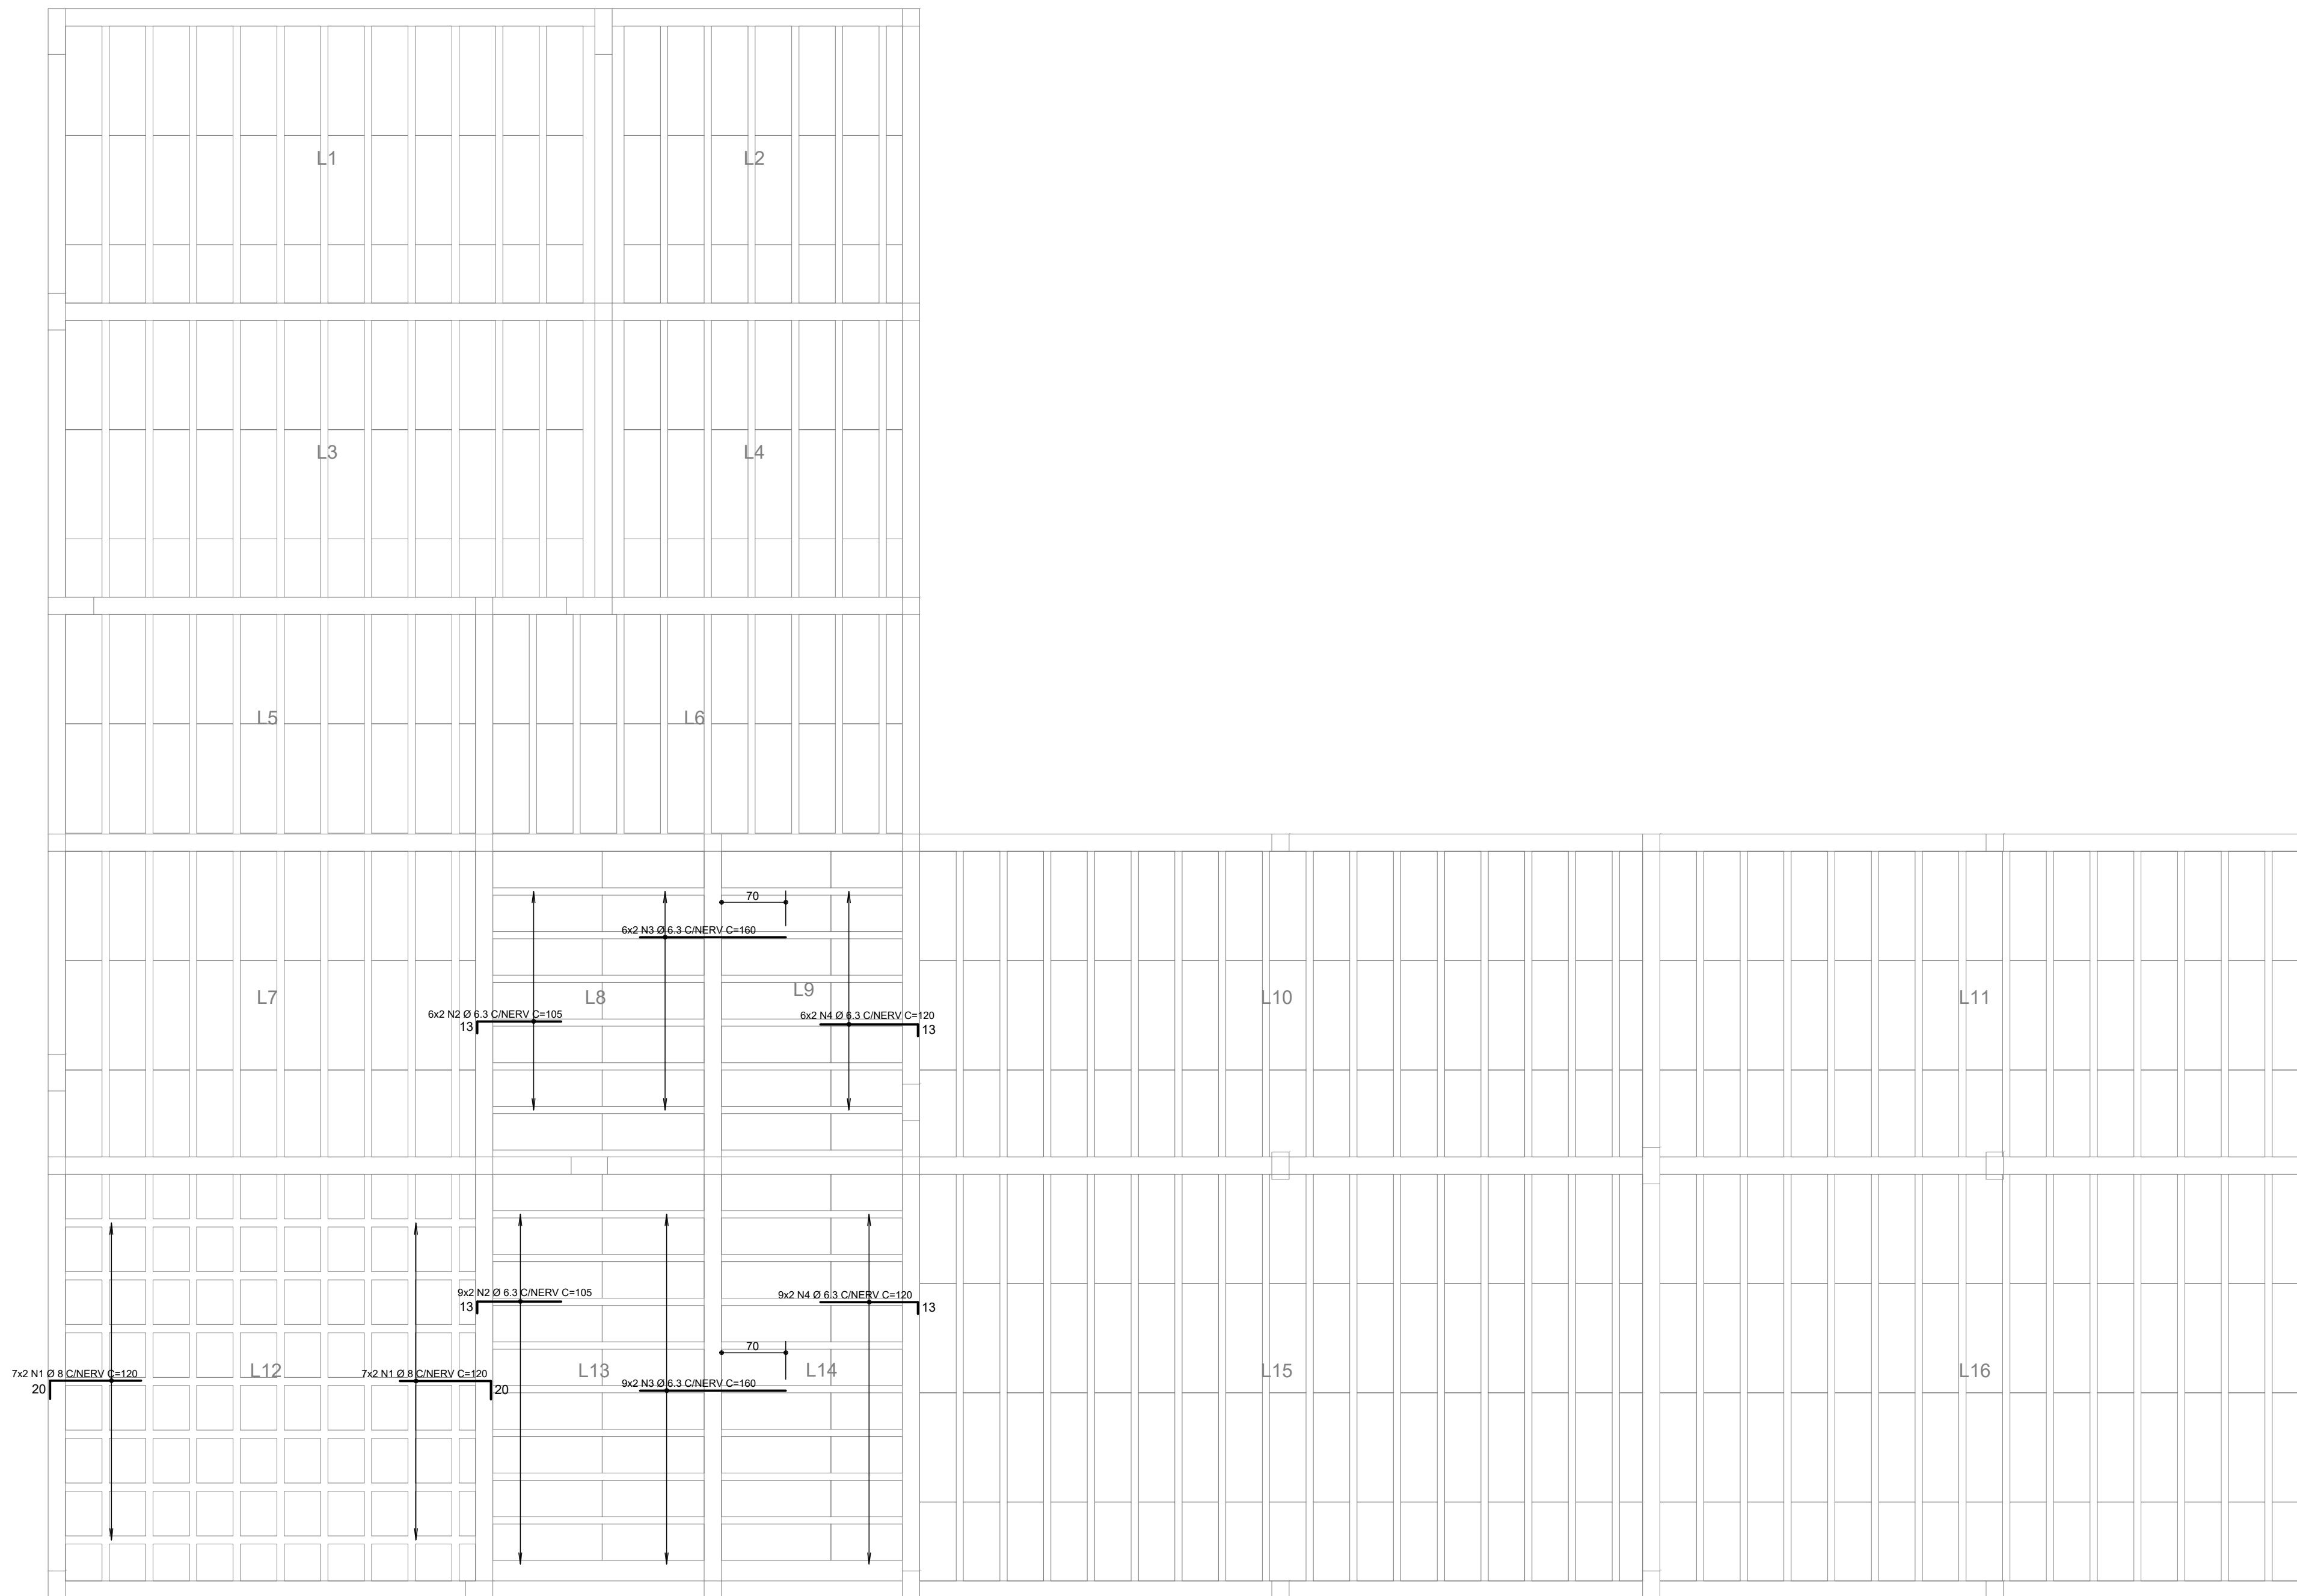 L1
L2
L3
L4
L5
L6
70
6x2 N3 Ø 6.3 C/NERV C=160
L7
L8
L9
L10
L11
6x2 N2 Ø 6.3 C/NERV C=105
13
6x2 N4 Ø 6.3 C/NERV C=120
13
9x2 N2 Ø 6.3 C/NERV C=105
13
9x2 N4 Ø 6.3 C/NERV C=120
13
70
7x2 N1 Ø 8 C/NERV C=120
20
L12
7x2 N1 Ø 8 C/NERV C=120
20
L13
9x2 N3 Ø 6.3 C/NERV C=160
L14
L15
L16